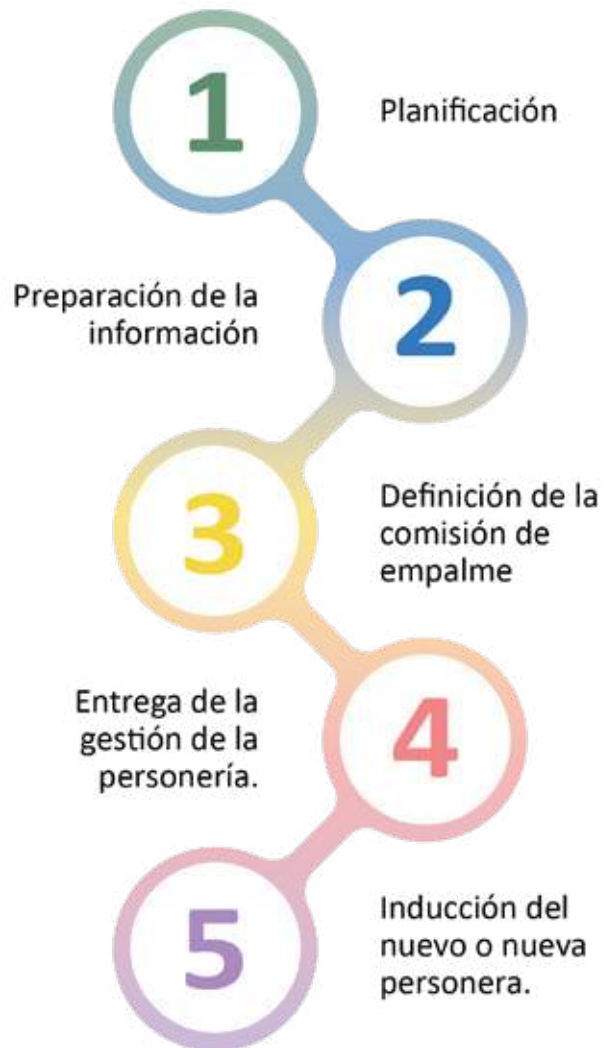 1
Planificación
Preparación de la
información
2
3
Definición de la
comisión de
empalme
Entrega de la
gestión de la
personería.
4
5
Inducción del
nuevo o nueva
personera.